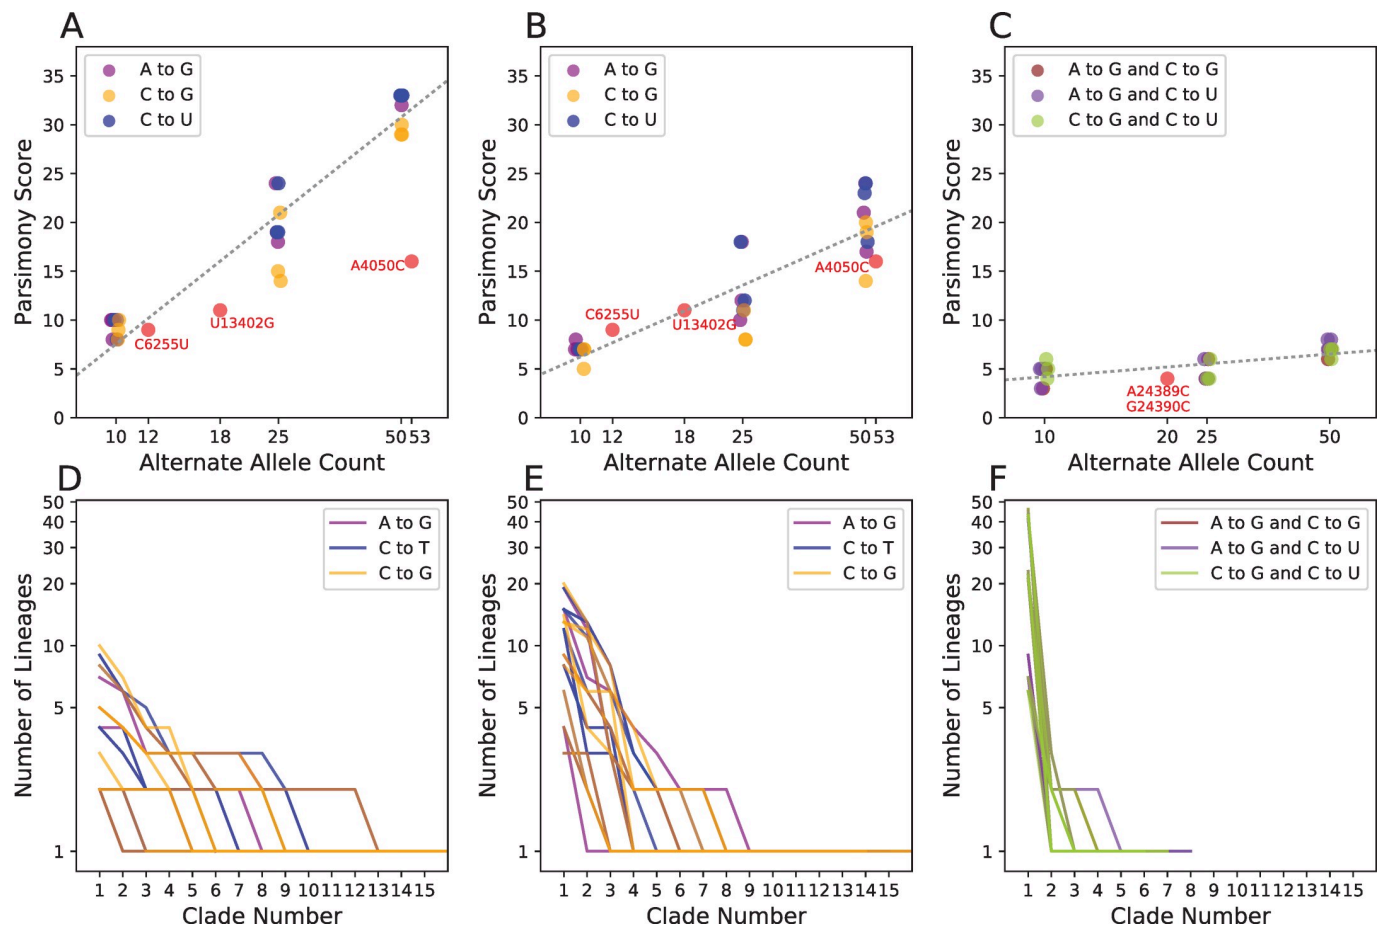 A
Parsimony Score
35
30
25
20
15
10
5
0
A to G
C to G
C to U
A4050C
U13402G
C6255U
10 12 18 25 50 53
Alternate Allele Count
B
Parsimony Score
35
30
25
20
15
10
5
0
A to G
C to G
C to U
A4050C
C6255U
U13402G
10 12 18 25 50 53
Alternate Allele Count
C
Parsimony Score
35
30
25
20
15
10
5
0
A to G and C to G
A to G and C to U
C to G and C to U
A24389C
G24390C
10 20 25 50
Alternate Allele Count
D
Number of Lineages
50
40
30
20
10
5
1
A to G
C to T
C to G
1 2 3 4 5 6 7 8 9 10 11 12 13 14 15
Clade Number
E
Number of Lineages
50
40
30
20
10
5
1
A to G
C to T
C to G
1 2 3 4 5 6 7 8 9 10 11 12 13 14 15
Clade Number
F
Number of Lineages
50
40
30
20
10
5
1
A to G and C to G
A to G and C to U
C to G and C to U
1 2 3 4 5 6 7 8 9 10 11 12 13 14 15
Clade Number